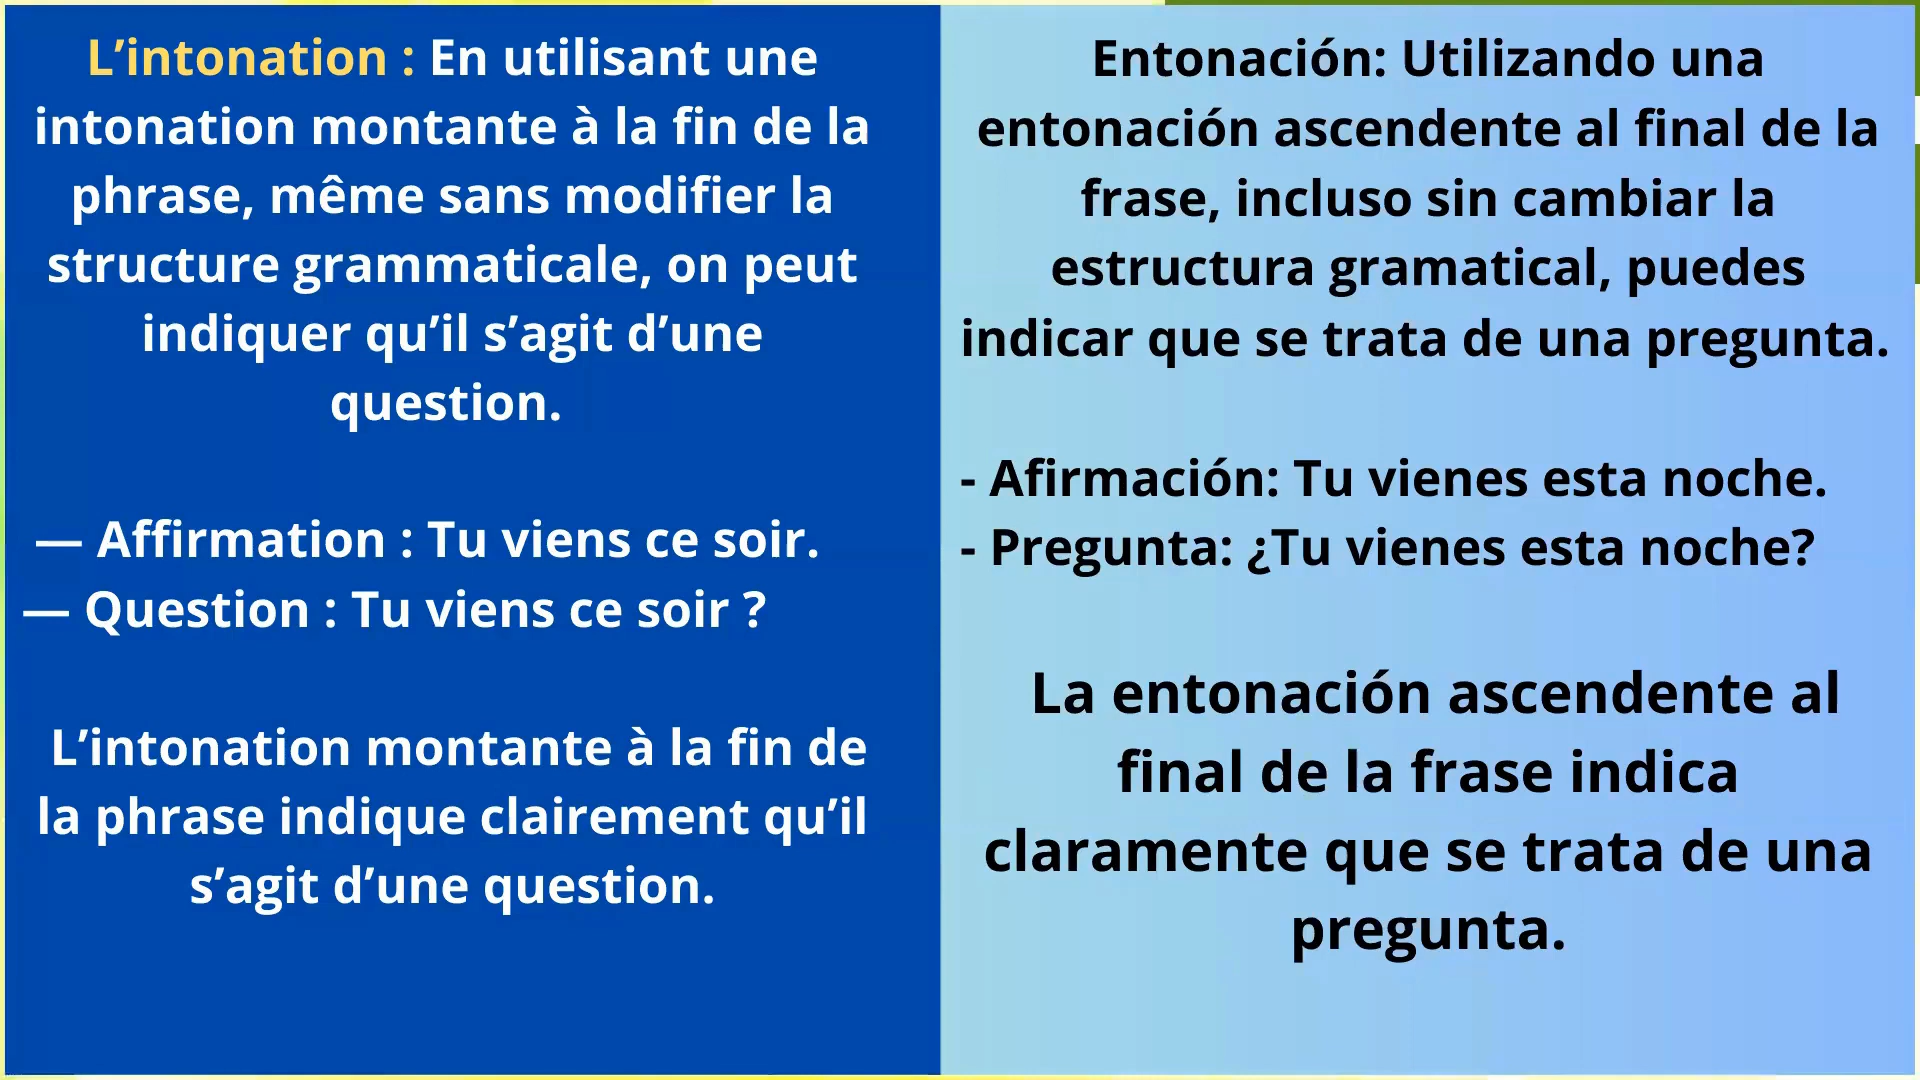 L’intonation : En utilisant une
intonation montante à la fin de la
phrase, même sans modifier la
structure grammaticale, on peut
indiquer qu’il s’agit d’une
question.
— Affirmation : Tu viens ce soir.
— Question : Tu viens ce soir ?
L’intonation montante à la fin de
la phrase indique clairement qu’il
s’agit d’une question.
Entonación: Utilizando una
entonación ascendente al final de la
frase, incluso sin cambiar la
estructura gramatical, puedes
indicar que se trata de una pregunta.
- Afirmación: Tu vienes esta noche.
- Pregunta: ¿Tu vienes esta noche?
La entonación ascendente al
final de la frase indica
claramente que se trata de una
pregunta.